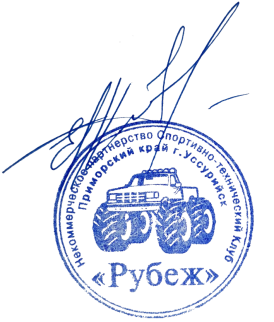 Некоммерческое партнерство Спортивно-технический клуб
Приморский край г. Уссурийск
«Рубеж»